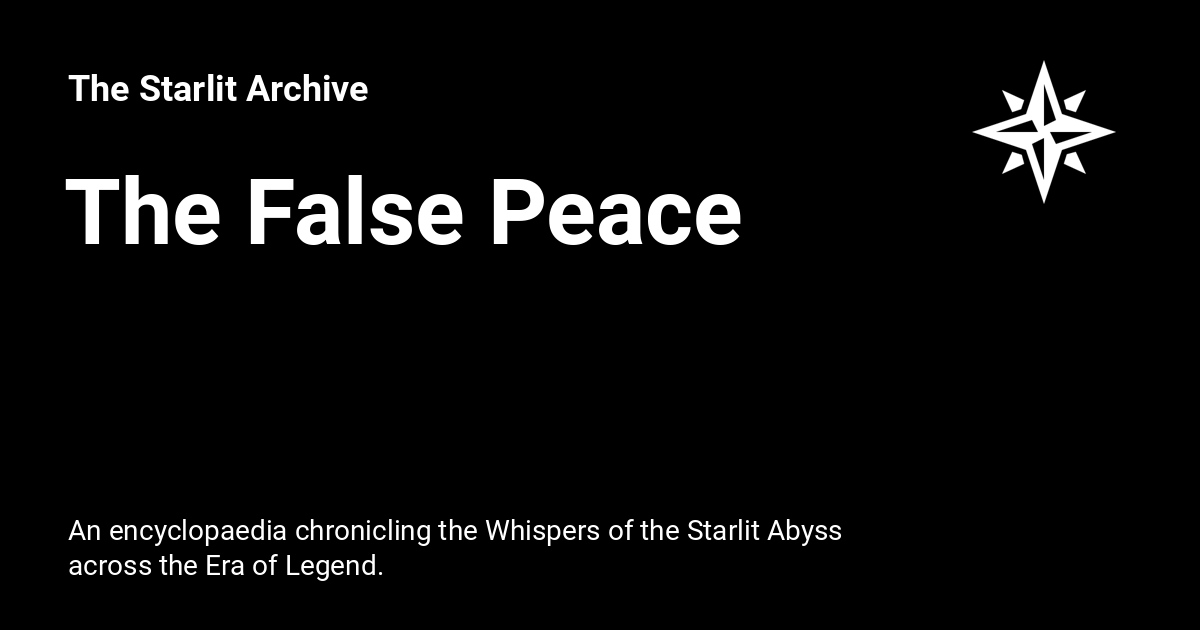 The Starlit Archive
The False Peace
An encyclopaedia chronicling the Whispers of the Starlit Abyss
across the Era of Legend.